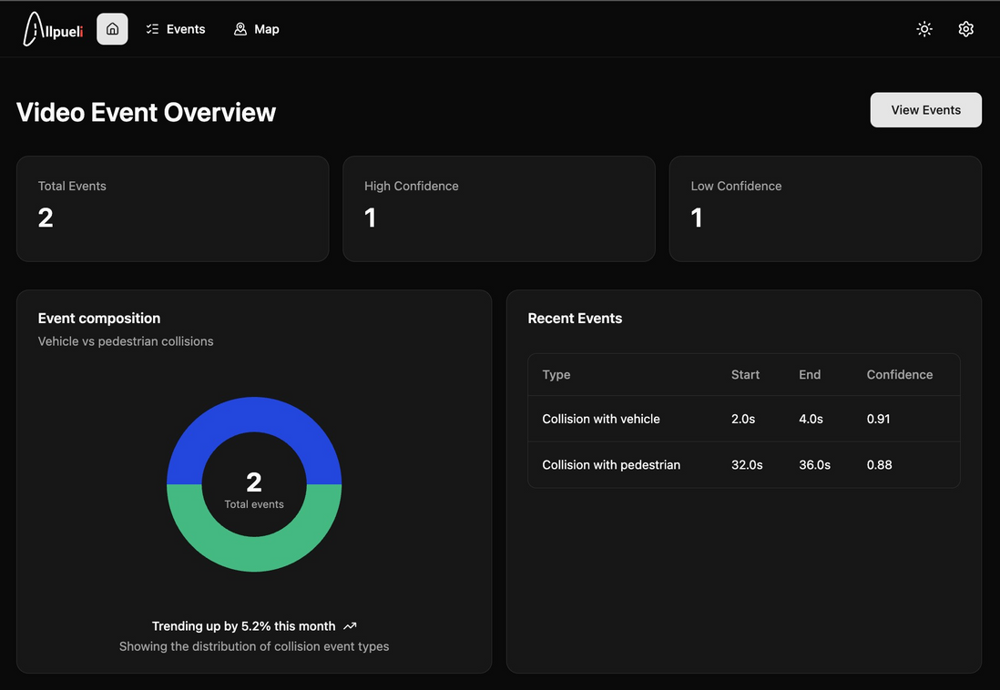 Allpueli
Events
Map
Video Event Overview
View Events
Total Events
2
High Confidence
1
Low Confidence
1
Event composition
Vehicle vs pedestrian collisions
2
Total events
Trending up by 5.2% this month
Showing the distribution of collision event types
Recent Events
Type Start End Confidence
Collision with vehicle 2.0s 4.0s 0.91
Collision with pedestrian 32.0s 36.0s 0.88